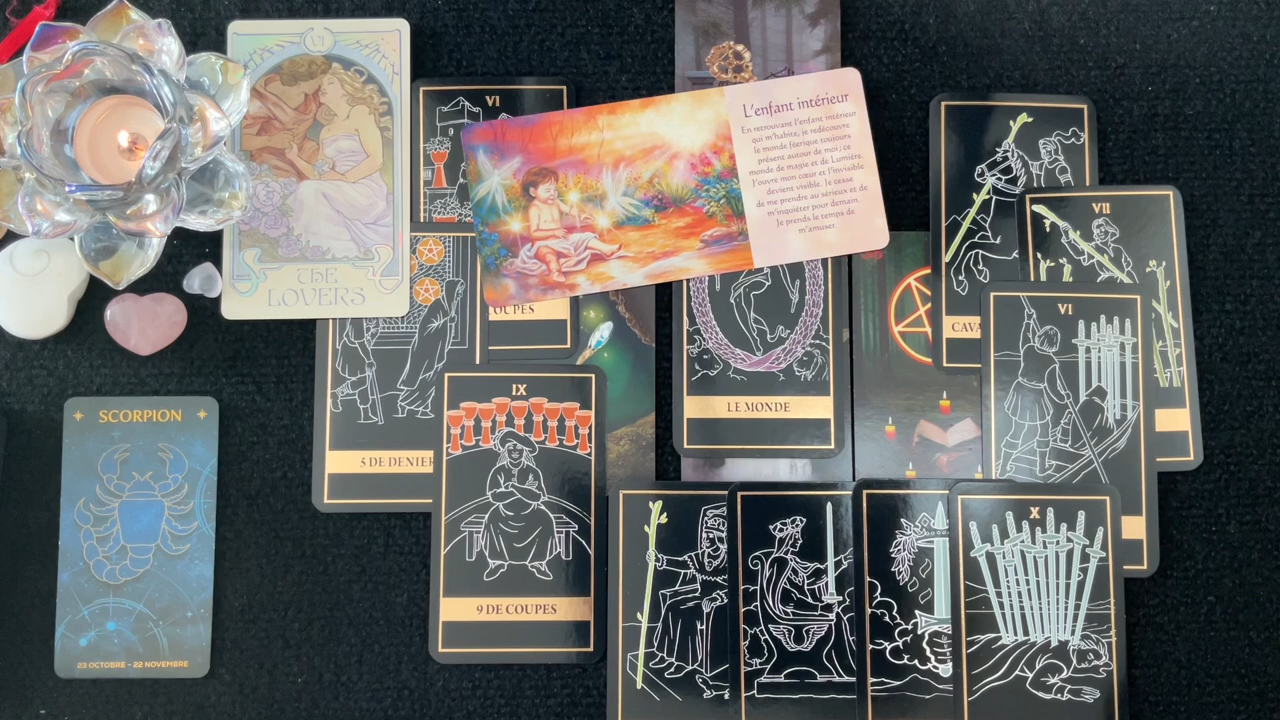 VI
THE
LOVERS
VI
COUPES
5 DE DENIER
IX
9 DE COUPES
SCORPION
23 OCTOBRE - 22 NOVEMBRE
L'enfant intérieur
En retrouvant l'enfant intérieur
qui m'habite, je redécouvre
le monde féerique toujours
présent autour de moi ; ce
monde de magie et de Lumière.
J'ouvre mon cœur et l'invisible
devient visible. Je cesse
de me prendre au sérieux et de
m'inquiéter pour demain.
Je prends le temps de
m'amuser.
LE MONDE
CAVA
VII
VI
X